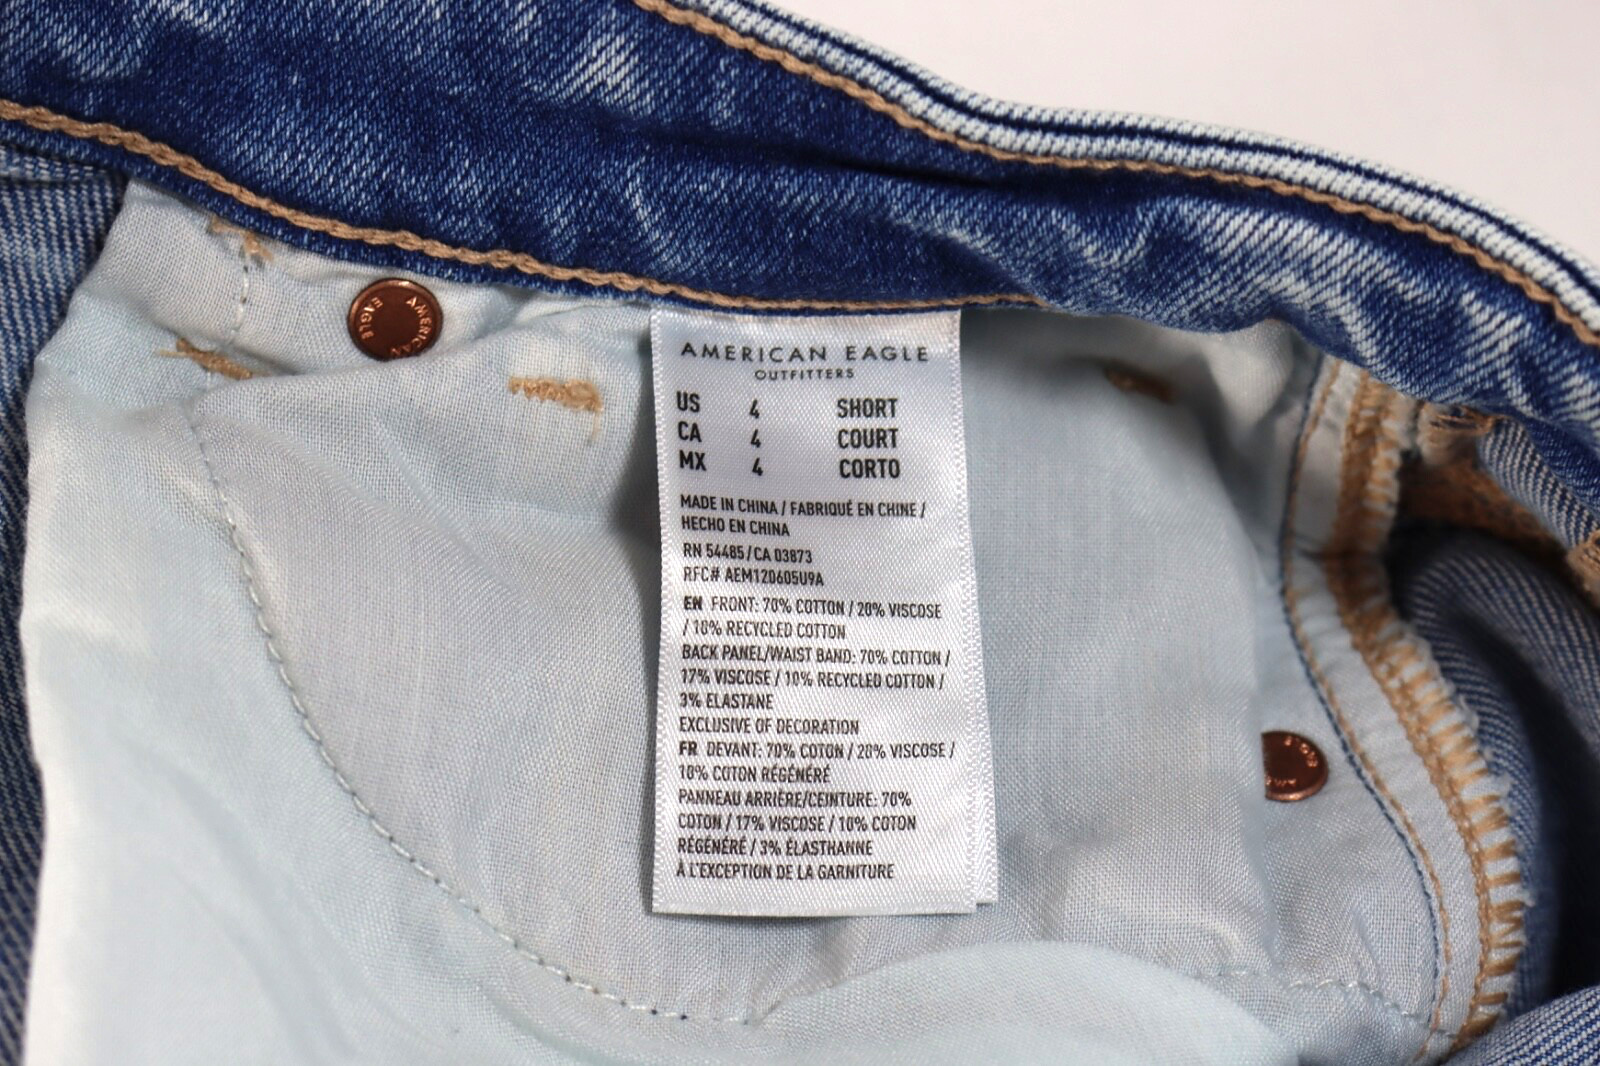 AMERICAN EAGLE
AMERICAN EAGLE
OUTFITTERS
US 4 SHORT
CA 4 COURT
MX 4 CORTO
MADE IN CHINA / FABRIQUÉ EN CHINE /
HECHO EN CHINA
RN 54485 / CA 03873
RFC# AEM120605U9A
EN FRONT: 70% COTTON / 20% VISCOSE
/ 10% RECYCLED COTTON
BACK PANEL/WAIST BAND: 70% COTTON /
17% VISCOSE / 10% RECYCLED COTTON /
3% ELASTANE
EXCLUSIVE OF DECORATION
FR DEVANT: 70% COTON / 20% VISCOSE /
10% COTON RÉGÉNÉRÉ
PANNEAU ARRIÈRE/CEINTURE: 70%
COTON / 17% VISCOSE / 10% COTON
RÉGÉNÉRÉ / 3% ÉLASTHANNE
À L'EXCEPTION DE LA GARNITURE